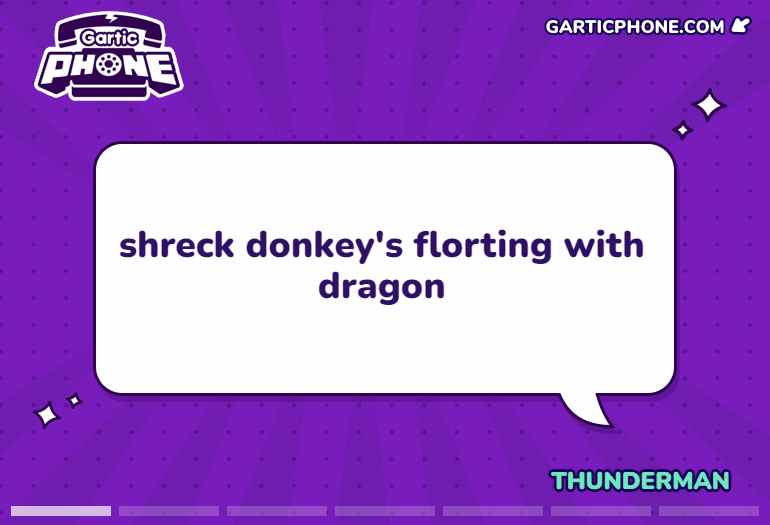 Gartic
PHONE
GARTICPHONE.COM
shreck donkey's florting with
dragon
THUNDERMAN